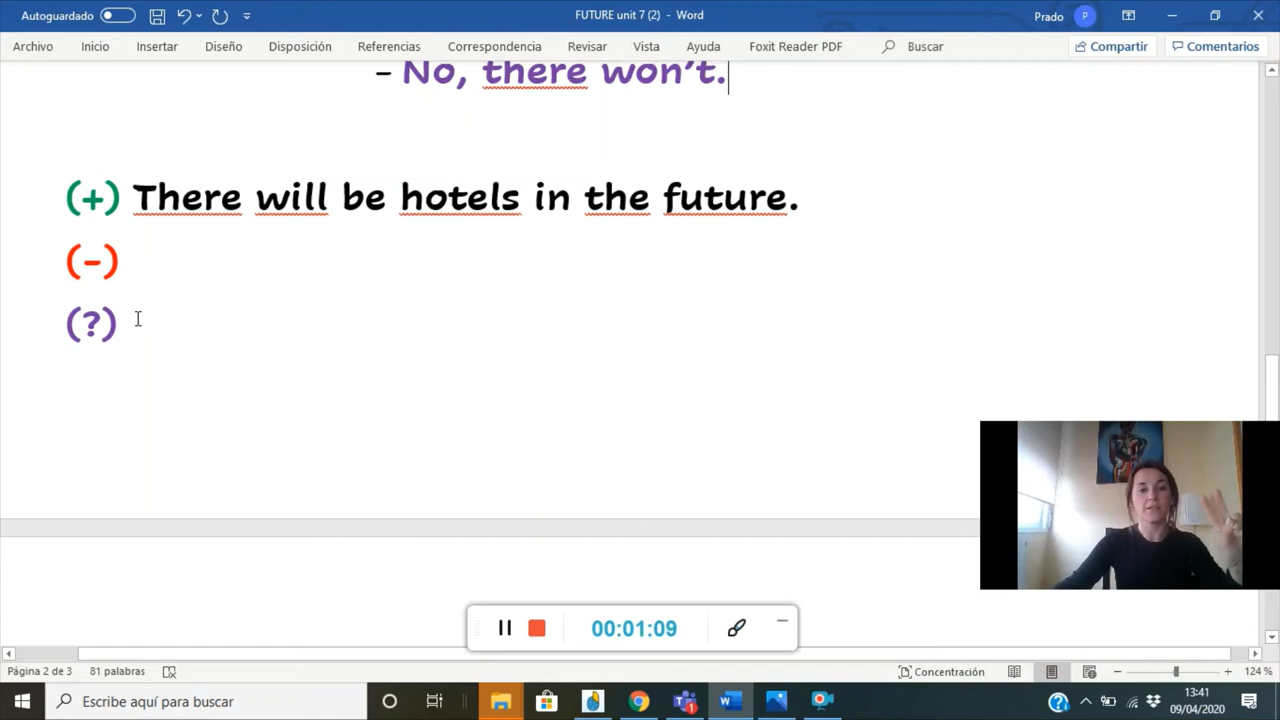 Autoguardado
FUTURE unit 7 (2) - Word
Prado
P
Archivo Inicio Insertar Diseño Disposición Referencias Correspondencia Revisar Vista Ayuda Foxit Reader PDF Buscar Compartir Comentarios
- No, there won't.
(+) There will be hotels in the future.
(-)
(?)
00:01:09
Página 2 de 3 81 palabras Concentración 124 %
Escribe aquí para buscar
1
13:41
09/04/2020